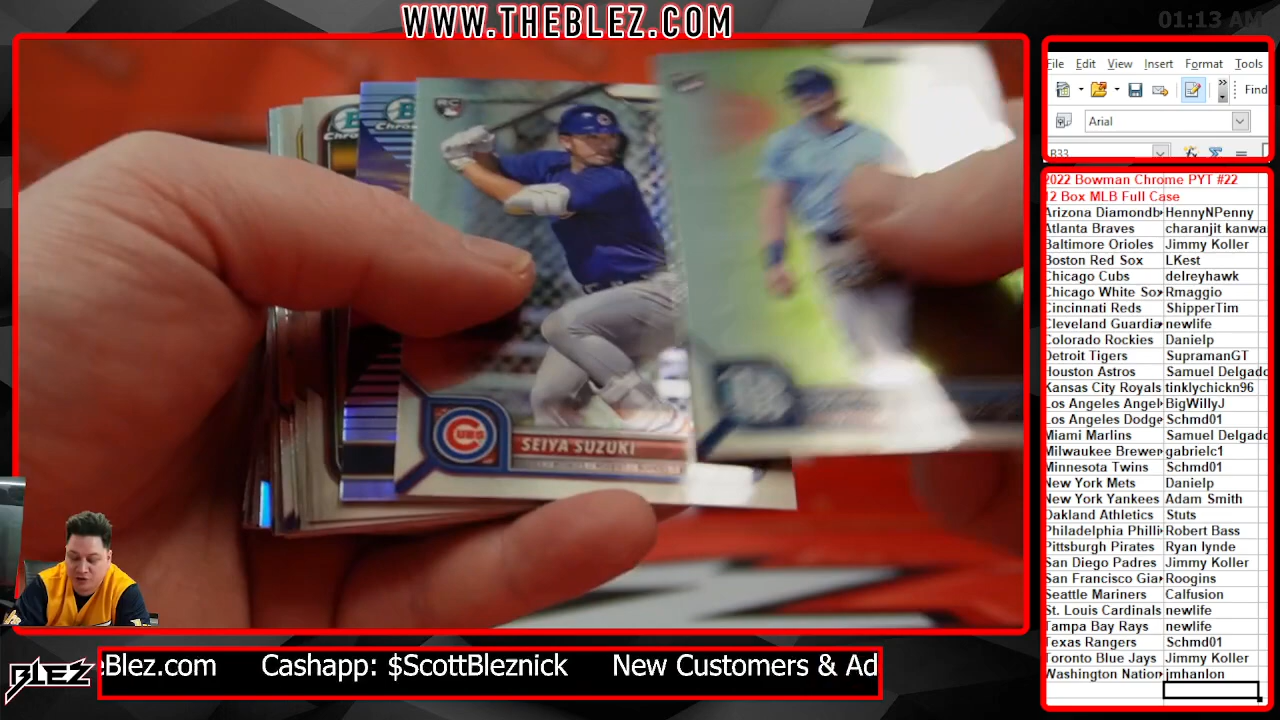 WWW.THEBLEZ.COM
01:13 AM
File Edit View Insert Format Tools
Find
Arial
B33
2022 Bowman Chrome PYT #22
12 Box MLB Full Case
Arizona Diamondb HennyNPenny
Atlanta Braves charanjit kanwa
Baltimore Orioles Jimmy Koller
Boston Red Sox LKest
Chicago Cubs delreyhawk
Chicago White Sox Rmaggio
Cincinnati Reds ShipperTim
Cleveland Guardia newlife
Colorado Rockies Danielp
Detroit Tigers SupramanGT
Houston Astros Samuel Delgado
Kansas City Royals tinklychickn96
Los Angeles Angel BigWillyJ
Los Angeles Dodge Schmd01
Miami Marlins Samuel Delgado
Milwaukee Brewer gabrielc1
Minnesota Twins Schmd01
New York Mets Danielp
New York Yankees Adam Smith
Oakland Athletics Stuts
Philadelphia Philli Robert Bass
Pittsburgh Pirates Ryan lynde
San Diego Padres Jimmy Koller
San Francisco Gia Roogins
Seattle Mariners Calfusion
St. Louis Cardinals newlife
Tampa Bay Rays newlife
Texas Rangers Schmd01
Toronto Blue Jays Jimmy Koller
Washington Nation jmhanlon
RC
CUBS
SEIYA SUZUKI
BLEZ
eBlez.com Cashapp: $ScottBleznick New Customers & Ad